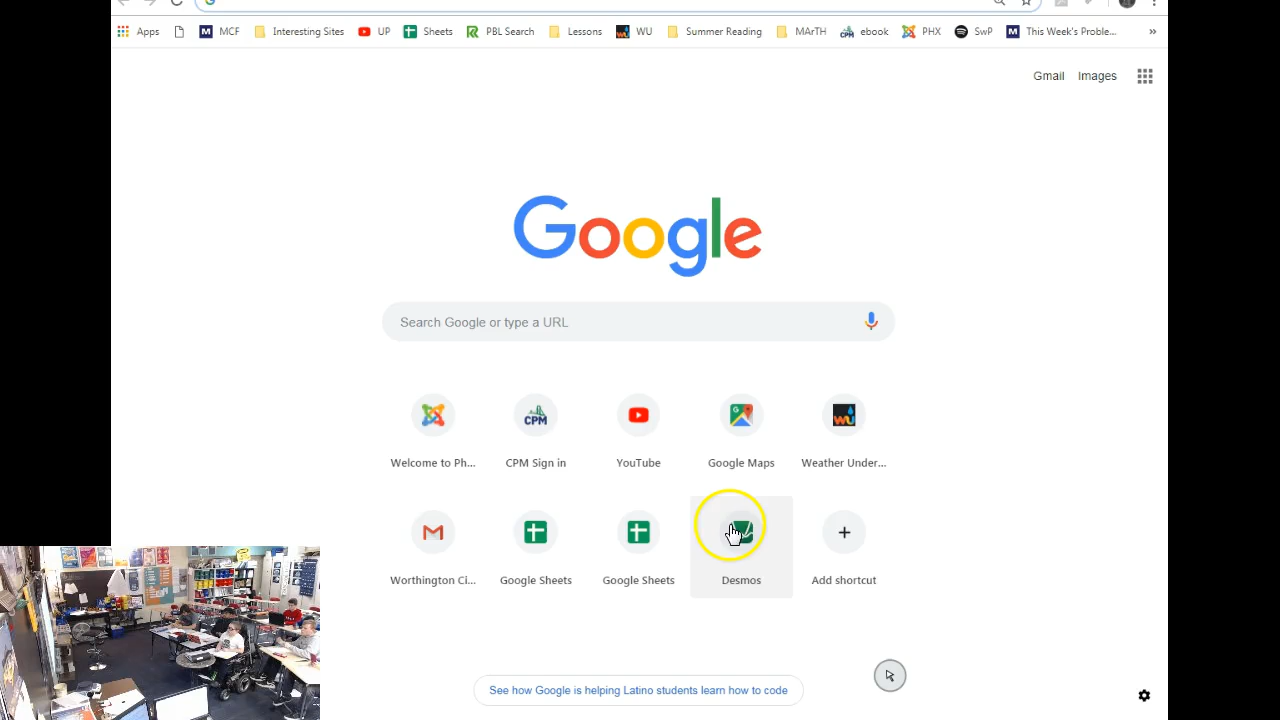 Apps MCF Interesting Sites UP Sheets PBL Search Lessons WU Summer Reading MArTH ebook PHX SwP This Week's Proble... »
Gmail Images
Google
Search Google or type a URL
CPM
Welcome to Ph... CPM Sign in YouTube Google Maps Weather Under...
Worthington Ci... Google Sheets Google Sheets Desmos Add shortcut
See how Google is helping Latino students learn how to code